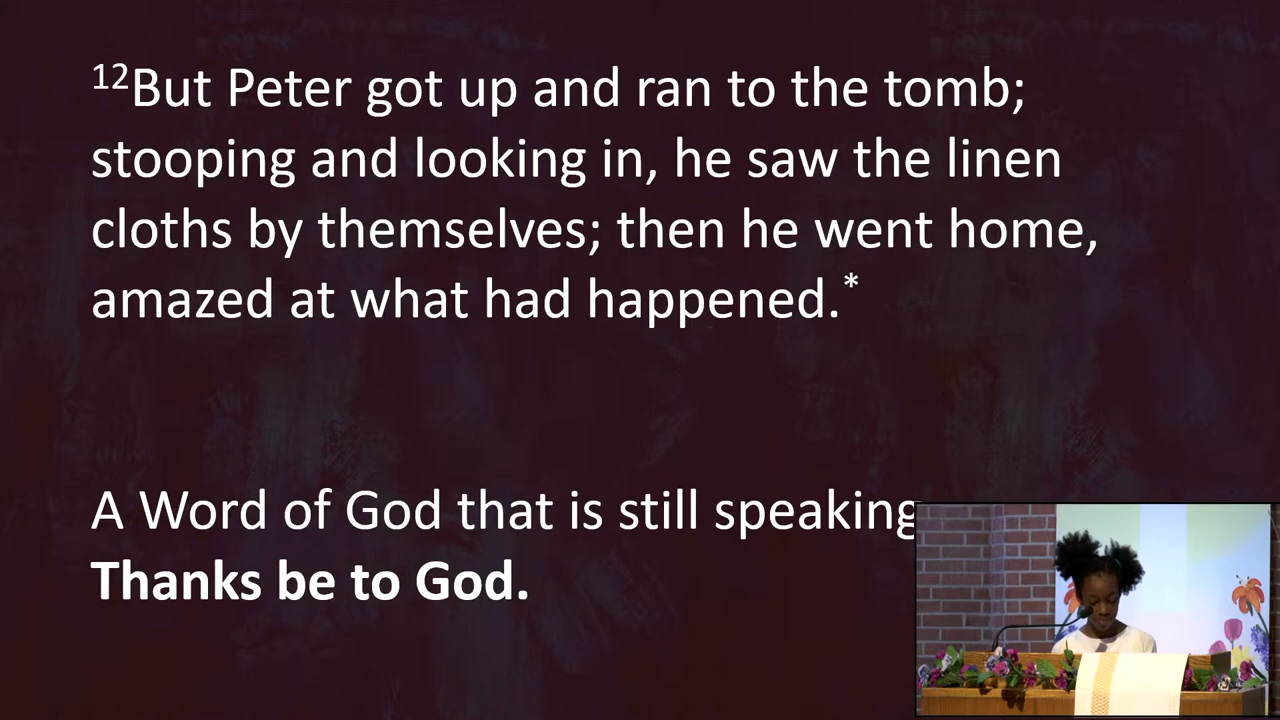 12But Peter got up and ran to the tomb;
stooping and looking in, he saw the linen
cloths by themselves; then he went home,
amazed at what had happened.*
A Word of God that is still speaking
Thanks be to God.